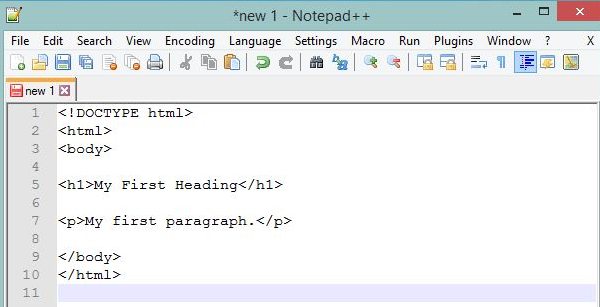 *new 1 - Notepad++
File Edit Search View Encoding Language Settings Macro Run Plugins Window ? X
new 1
1 <!DOCTYPE html>
2 <html>
3 <body>
4
5 <h1>My First Heading</h1>
6
7 <p>My first paragraph.</p>
8
9 </body>
10 </html>
11